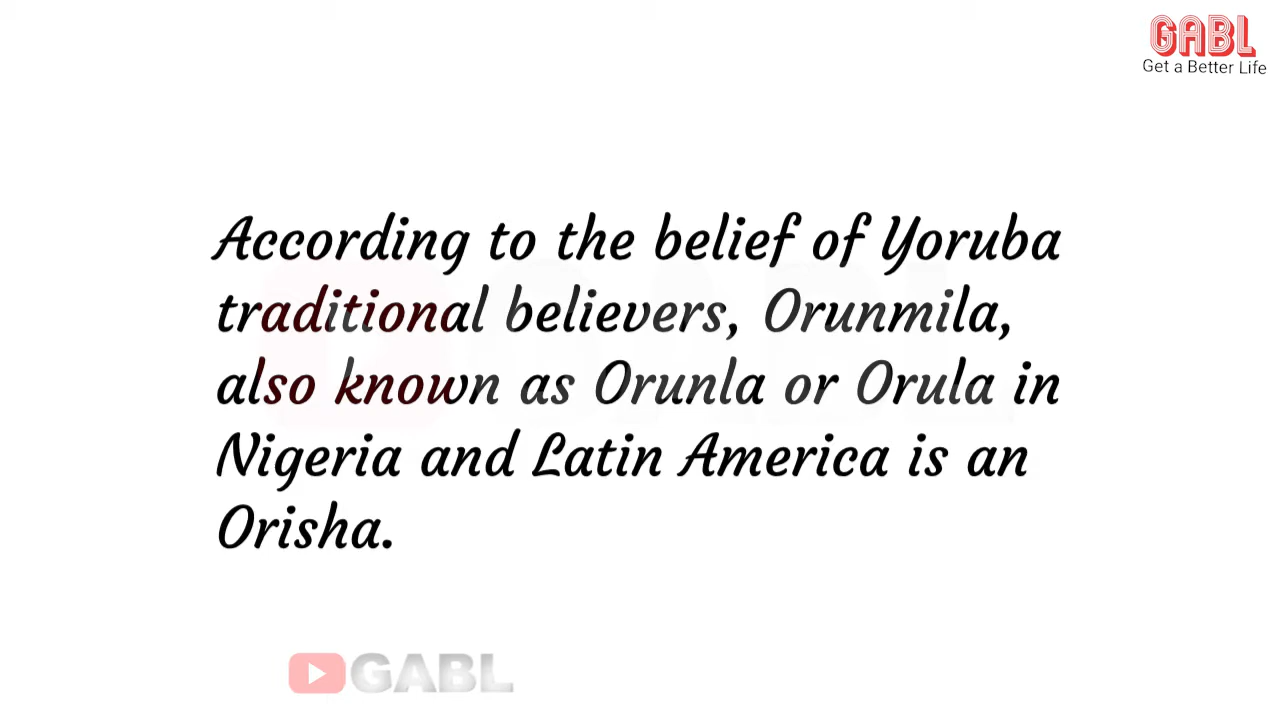 GABL
Get a Better Life
According to the belief of Yoruba
traditional believers, Orunmila,
also known as Orunla or Orula in
Nigeria and Latin America is an
Orisha.
GABL